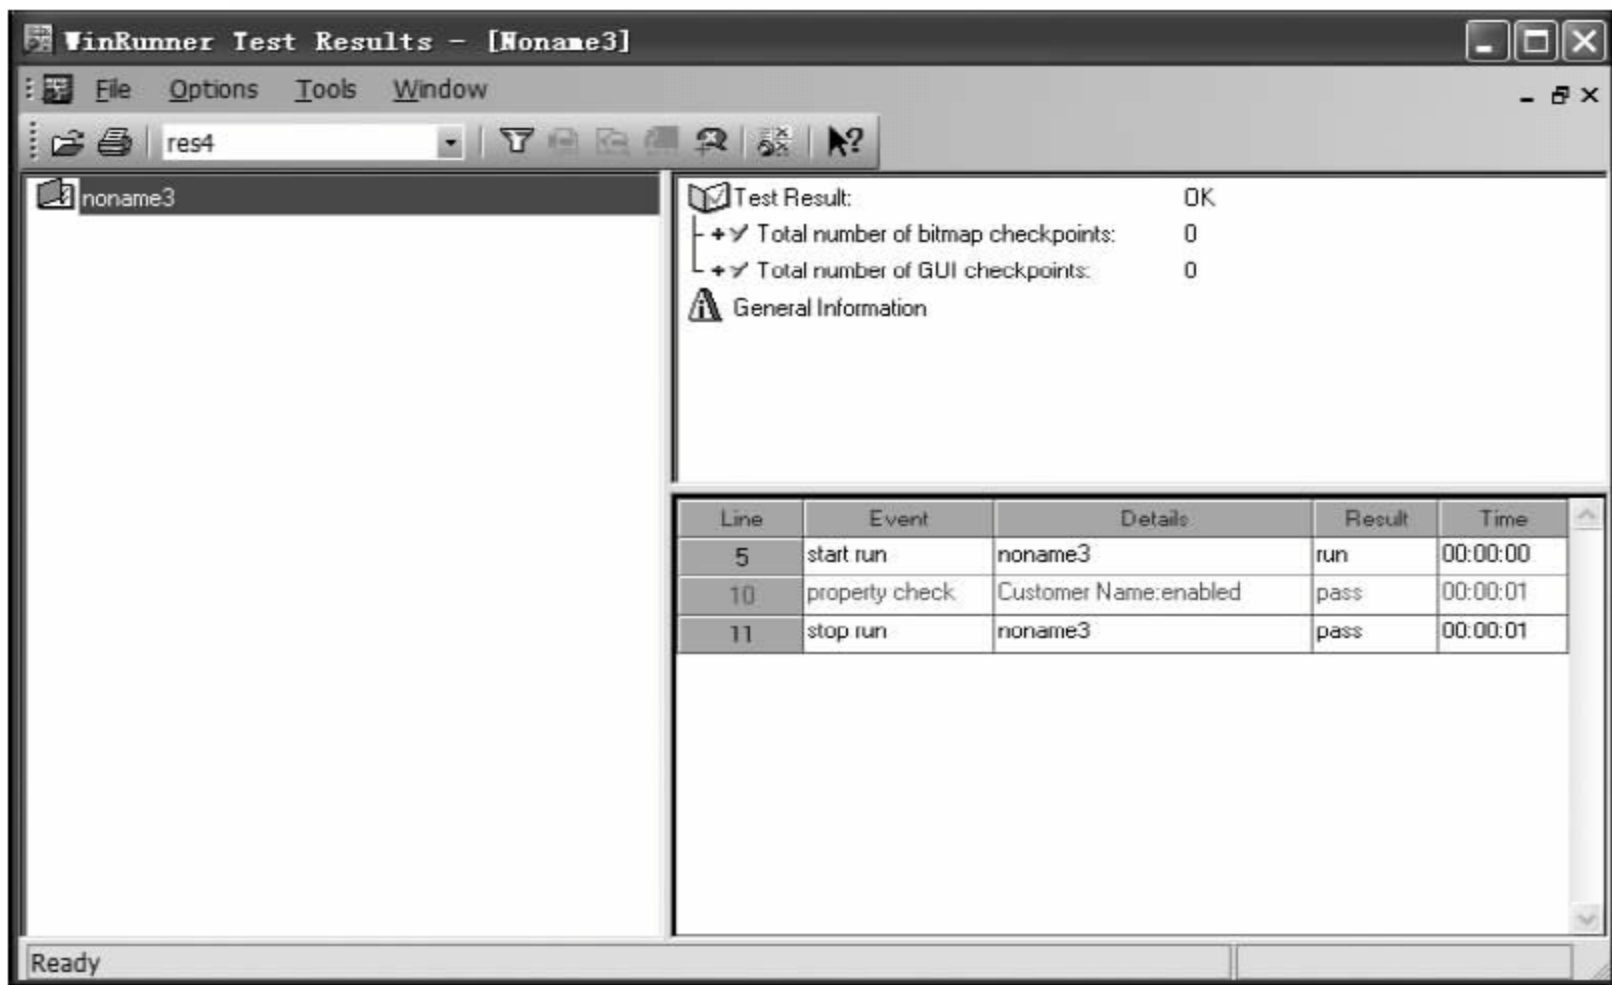 WinRunner Test Results - [Noname3]
File Options Tools Window
res4
noname3
Test Result: OK
Total number of bitmap checkpoints: 0
Total number of GUI checkpoints: 0
General Information
Line Event Details Result Time
5 start run noname3 run 00:00:00
10 property check Customer Name:enabled pass 00:00:01
11 stop run noname3 pass 00:00:01
Ready